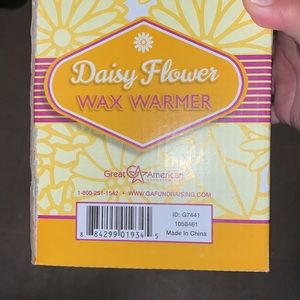 Daisy Flower
WAX WARMER
Great American
1-800-251-1542 • WWW.GAFUNDRAISING.COM
ID: G7441
1058461
Made In China
8 84299 01934 5